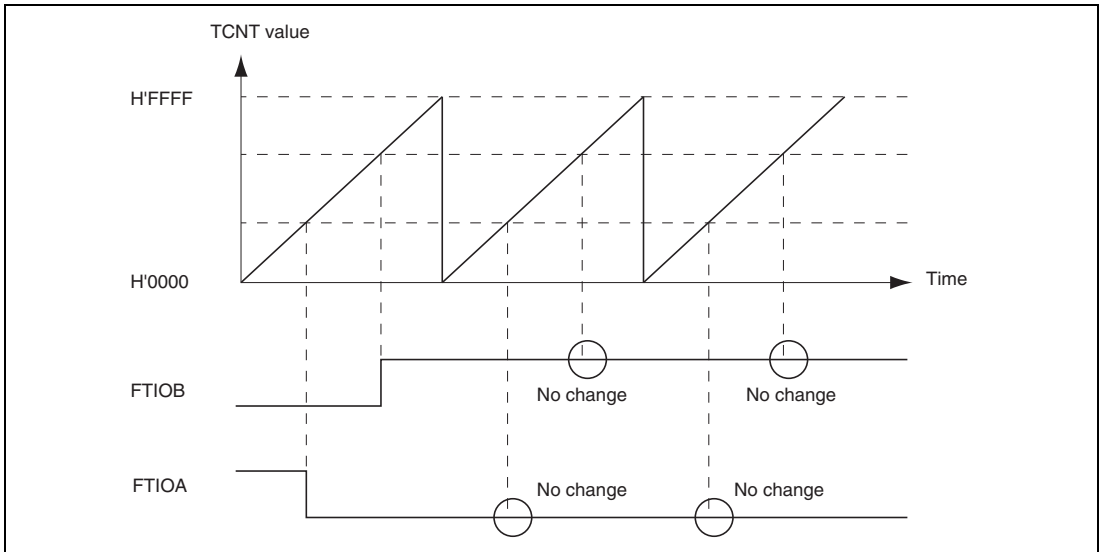 TCNT value
H'FFFF
H'0000
Time
FTIOB
No change
No change
FTIOA
No change
No change